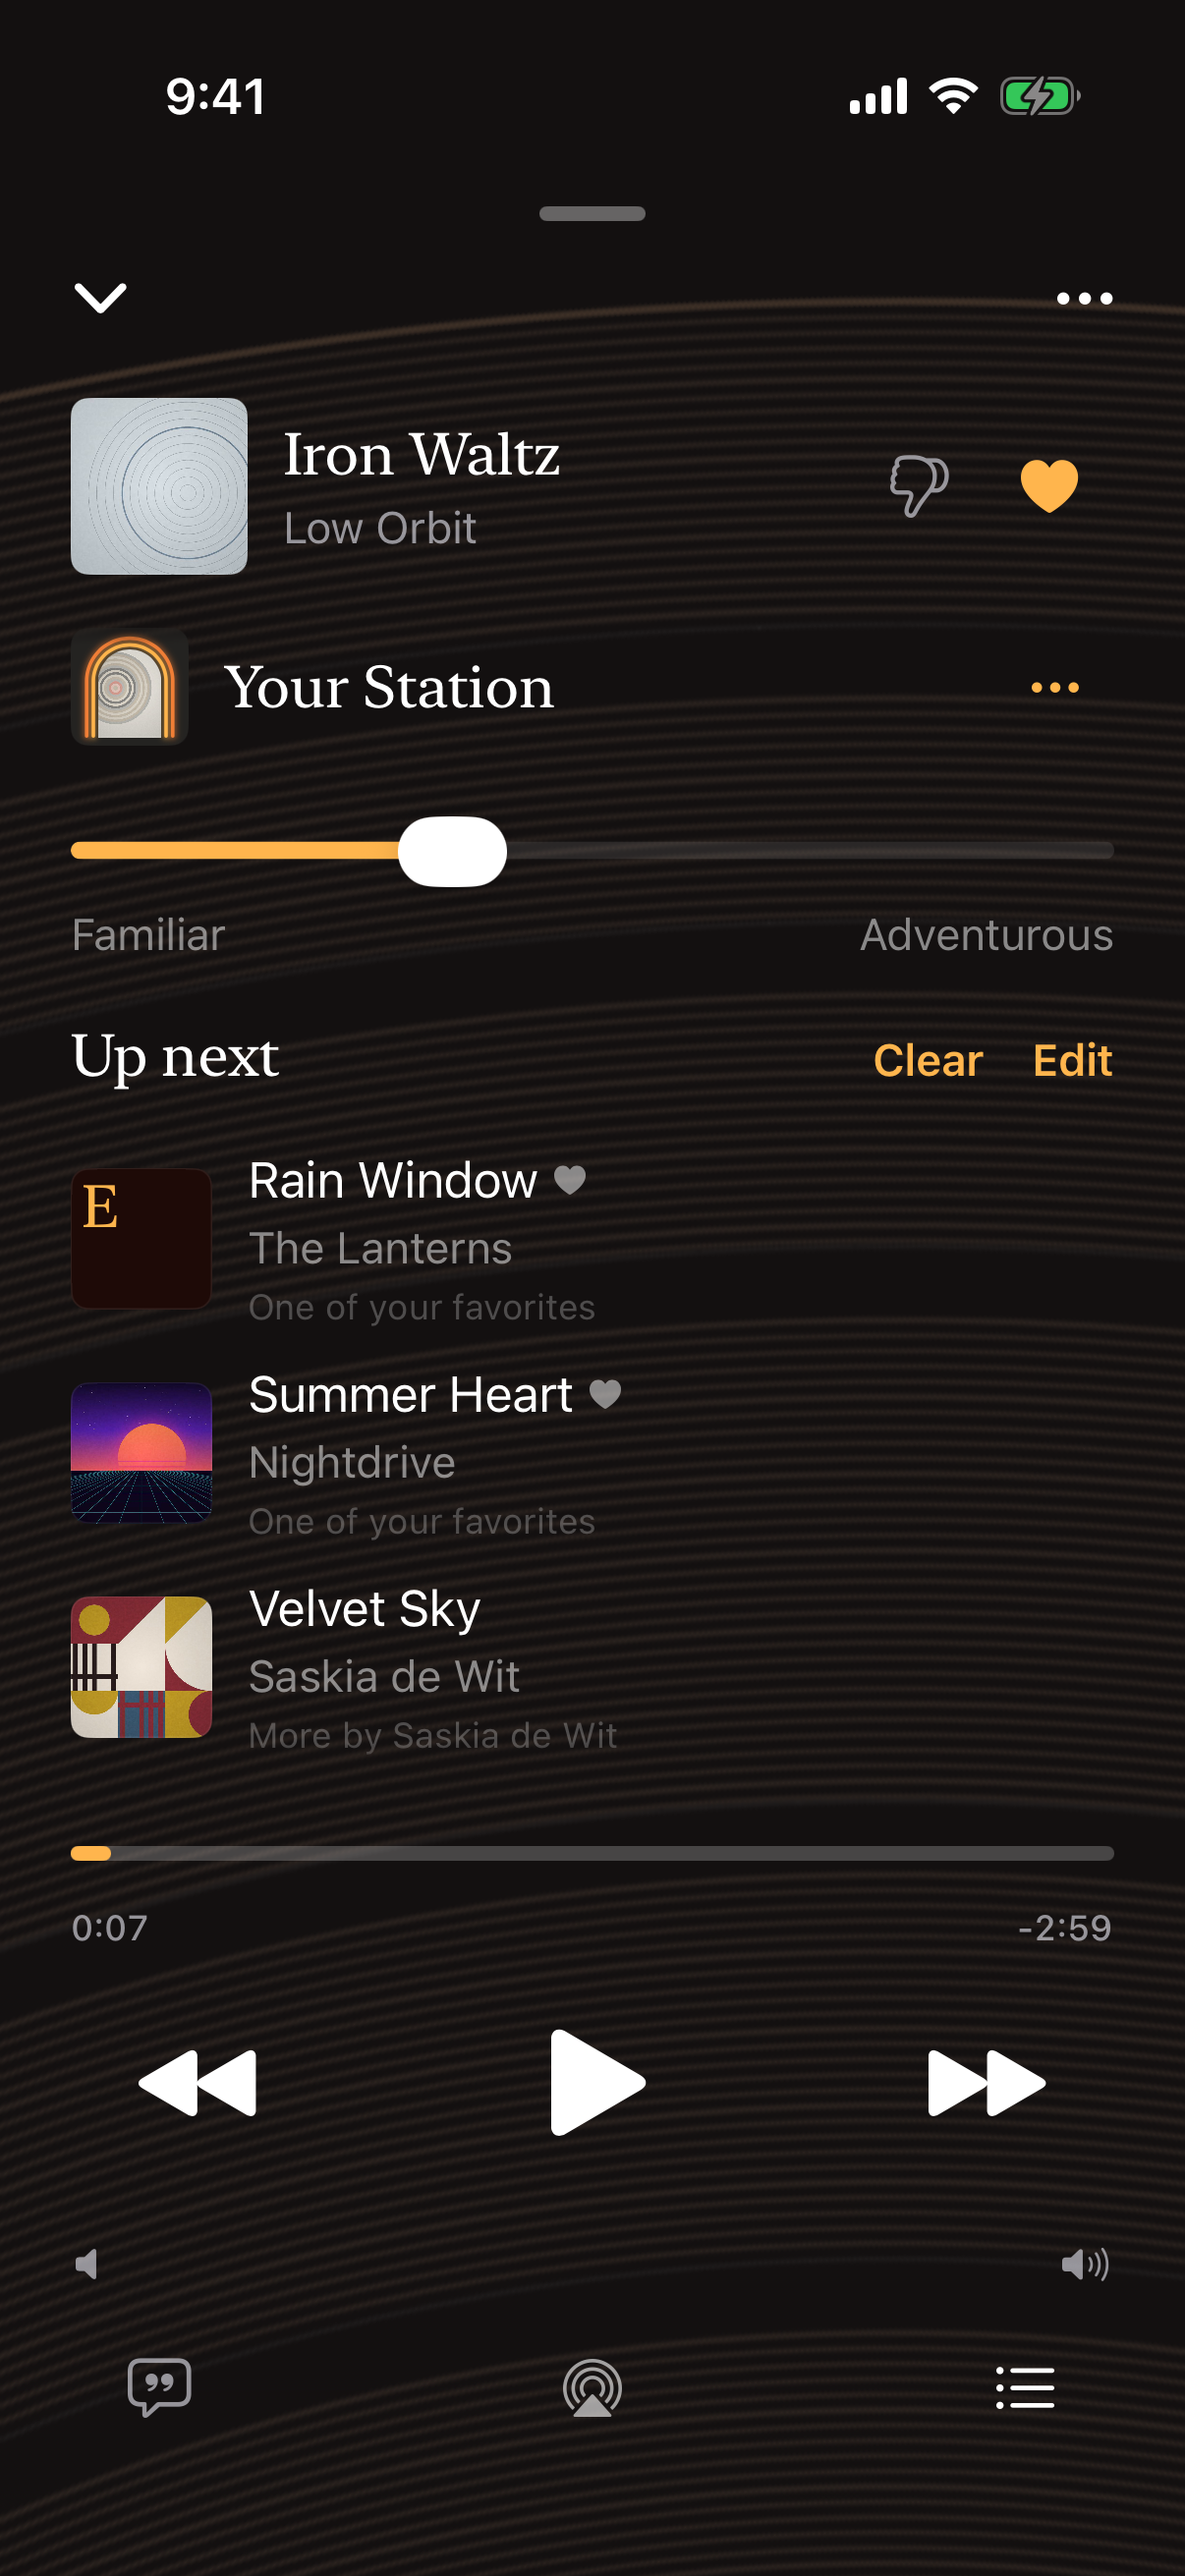 9:41
Iron Waltz
Low Orbit
Your Station
Familiar Adventurous
Up next Clear Edit
E
Rain Window
The Lanterns
One of your favorites
Summer Heart
Nightdrive
One of your favorites
Velvet Sky
Saskia de Wit
More by Saskia de Wit
0:07 -2:59